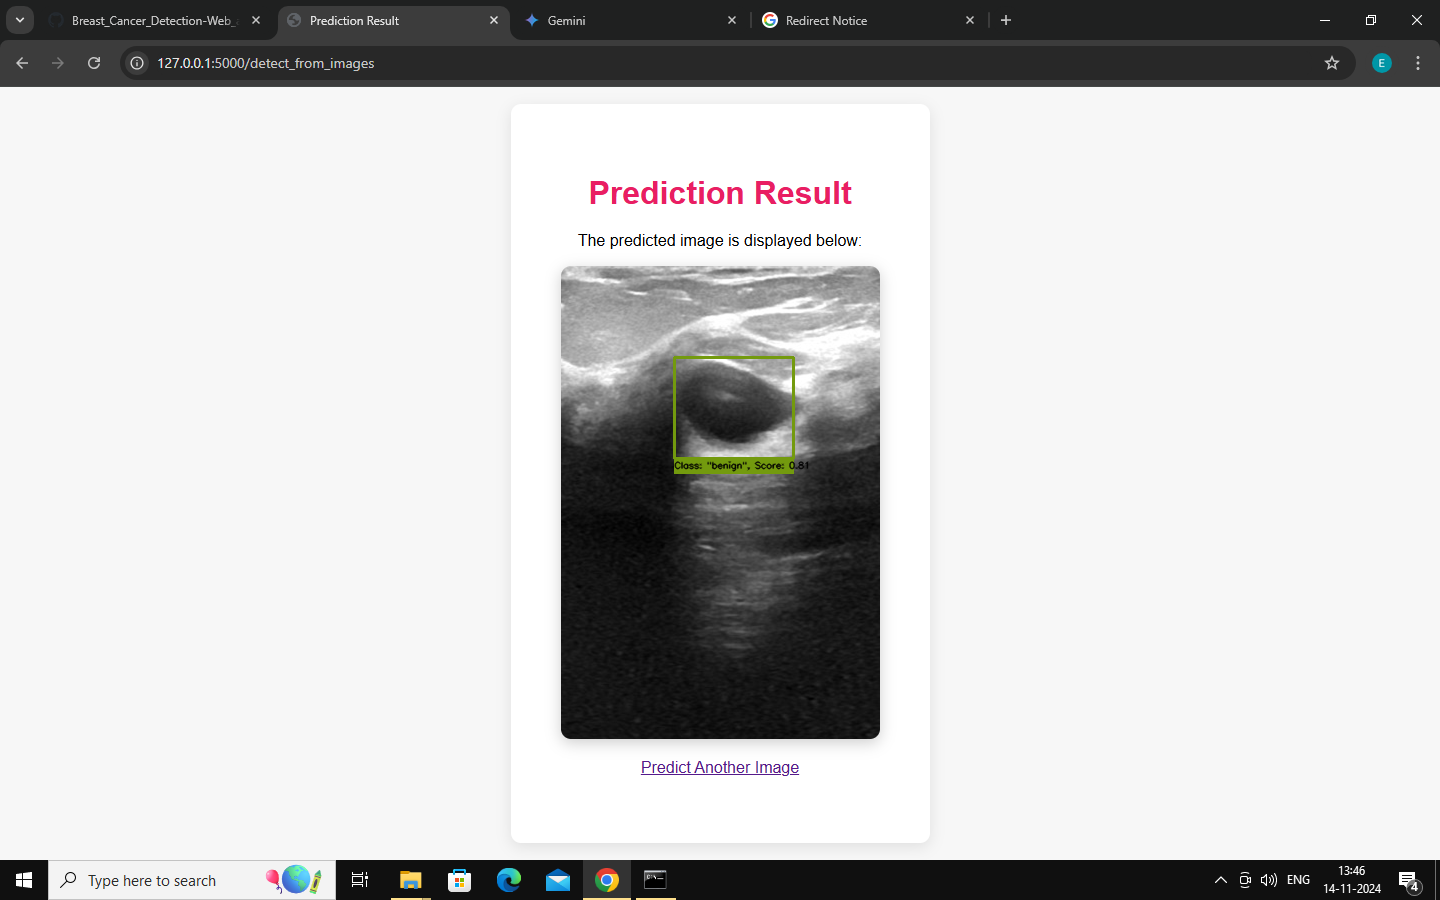 Breast_Cancer_Detection-Web_
Prediction Result
Gemini
Redirect Notice
127.0.0.1:5000/detect_from_images
E
Prediction Result
The predicted image is displayed below:
Class: "benign", Score: 0.81
Predict Another Image
Type here to search
ENG
13:46
14-11-2024
4